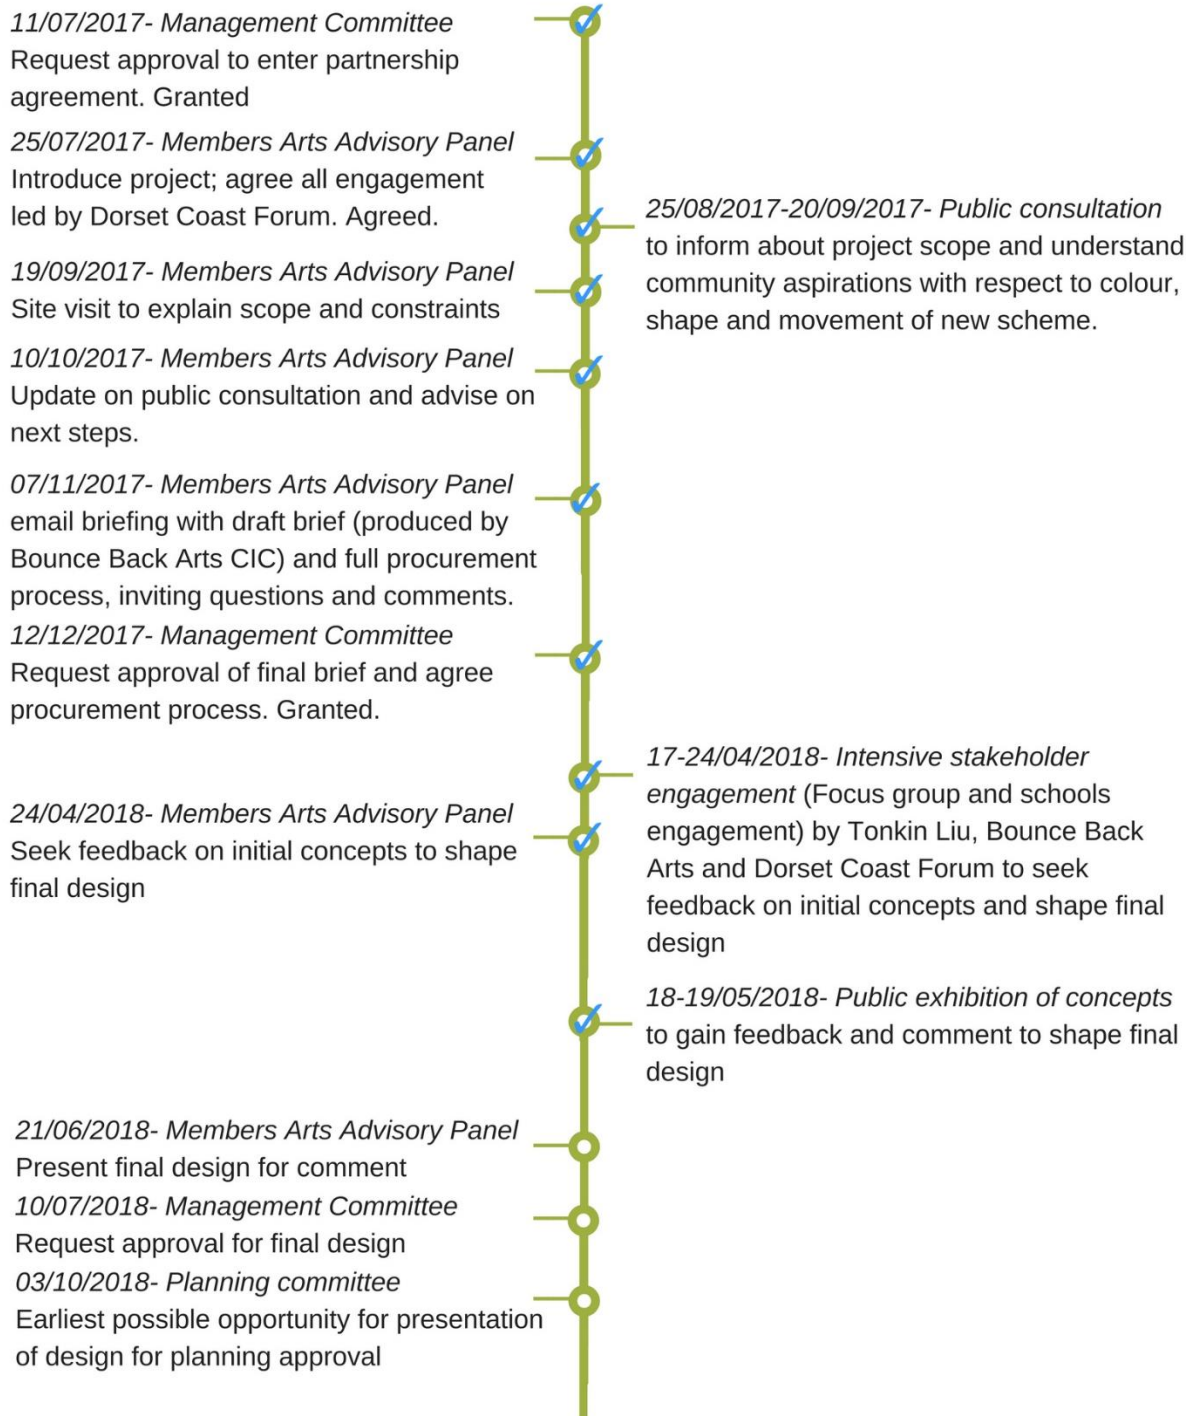 11/07/2017- Management Committee
Request approval to enter partnership
agreement. Granted
25/07/2017- Members Arts Advisory Panel
Introduce project; agree all engagement
led by Dorset Coast Forum. Agreed.
25/08/2017-20/09/2017- Public consultation
to inform about project scope and understand
community aspirations with respect to colour,
shape and movement of new scheme.
19/09/2017- Members Arts Advisory Panel
Site visit to explain scope and constraints
10/10/2017- Members Arts Advisory Panel
Update on public consultation and advise on
next steps.
07/11/2017- Members Arts Advisory Panel
email briefing with draft brief (produced by
Bounce Back Arts CIC) and full procurement
process, inviting questions and comments.
12/12/2017- Management Committee
Request approval of final brief and agree
procurement process. Granted.
17-24/04/2018- Intensive stakeholder
engagement (Focus group and schools
engagement) by Tonkin Liu, Bounce Back
Arts and Dorset Coast Forum to seek
feedback on initial concepts and shape final
design
24/04/2018- Members Arts Advisory Panel
Seek feedback on initial concepts to shape
final design
18-19/05/2018- Public exhibition of concepts
to gain feedback and comment to shape final
design
21/06/2018- Members Arts Advisory Panel
Present final design for comment
10/07/2018- Management Committee
Request approval for final design
03/10/2018- Planning committee
Earliest possible opportunity for presentation
of design for planning approval